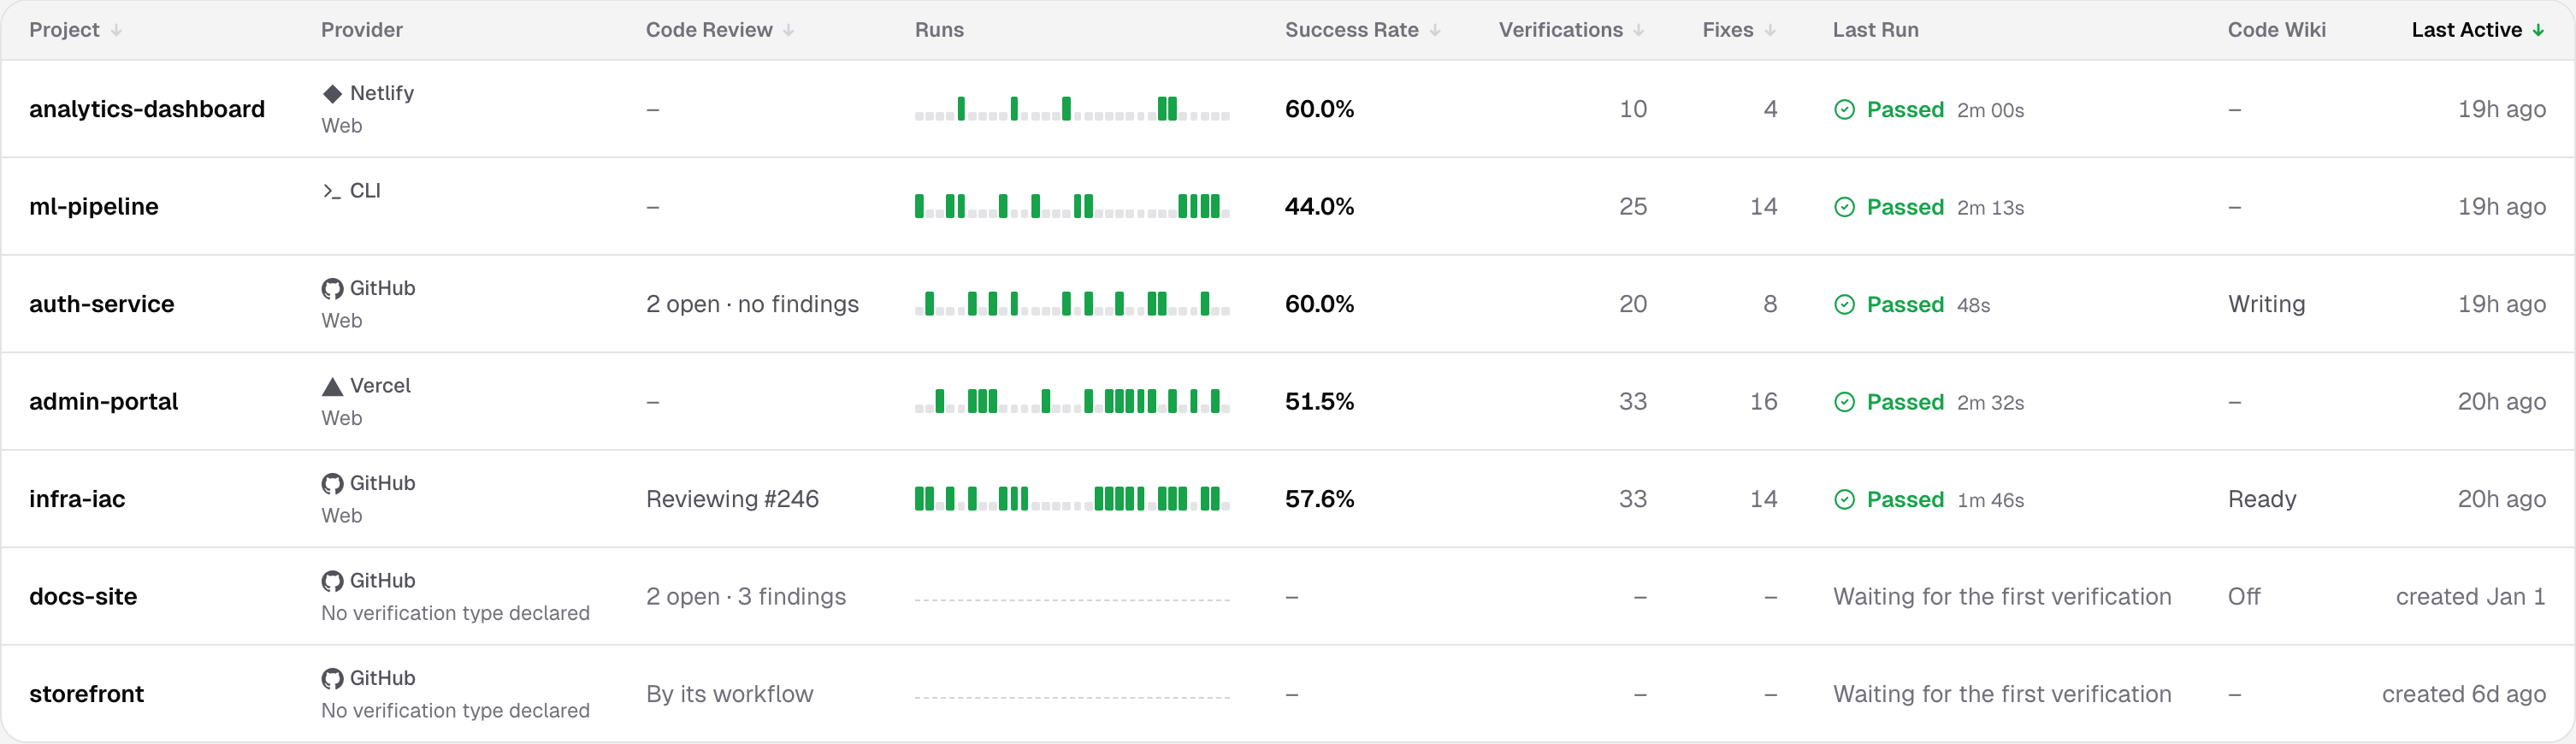 Project Provider Code Review Runs Success Rate Verifications Fixes Last Run Code Wiki Last Active
analytics-dashboard Netlify Web – 60.0% 10 4 Passed 2m 00s – 19h ago
ml-pipeline CLI – 44.0% 25 14 Passed 2m 13s – 19h ago
auth-service GitHub Web 2 open · no findings 60.0% 20 8 Passed 48s Writing 19h ago
admin-portal Vercel Web – 51.5% 33 16 Passed 2m 32s – 20h ago
infra-iac GitHub Web Reviewing #246 57.6% 33 14 Passed 1m 46s Ready 20h ago
docs-site GitHub No verification type declared 2 open · 3 findings – – – Waiting for the first verification Off created Jan 1
storefront GitHub No verification type declared By its workflow – – – Waiting for the first verification – created 6d ago